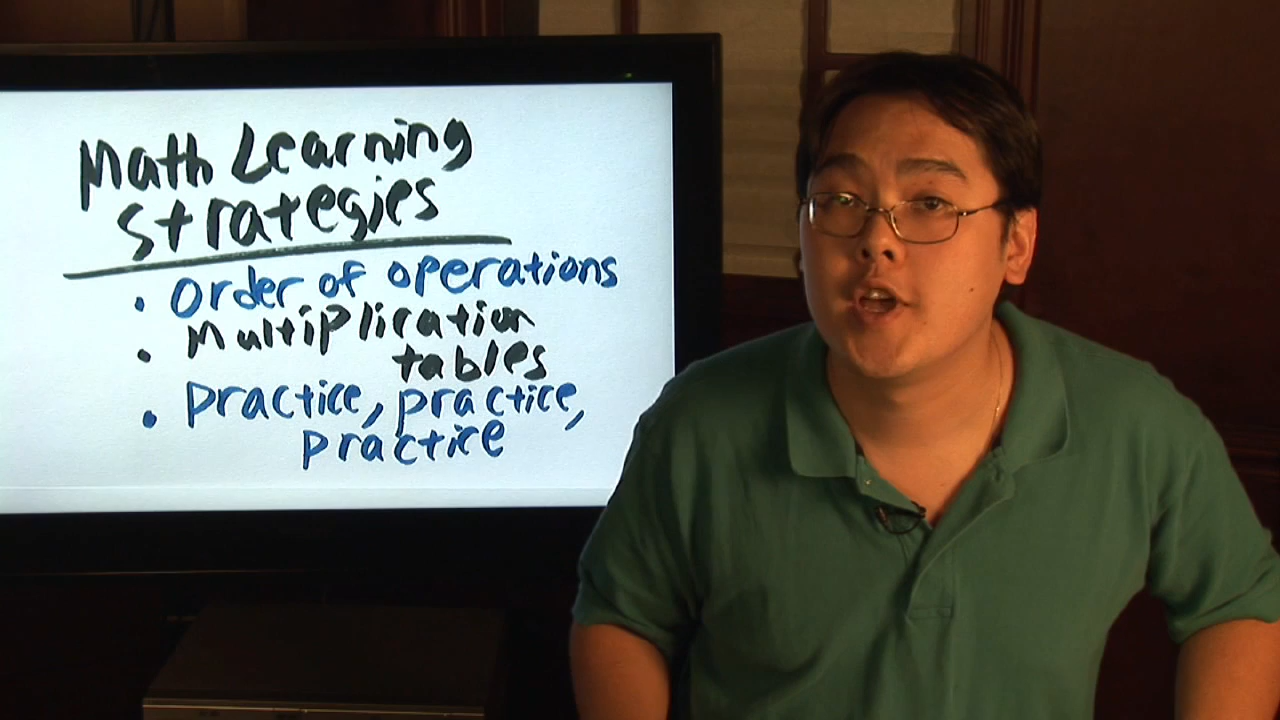 Math Learning
strategies
• Order of operations
• Multiplication
tables
• practice, practice,
practice